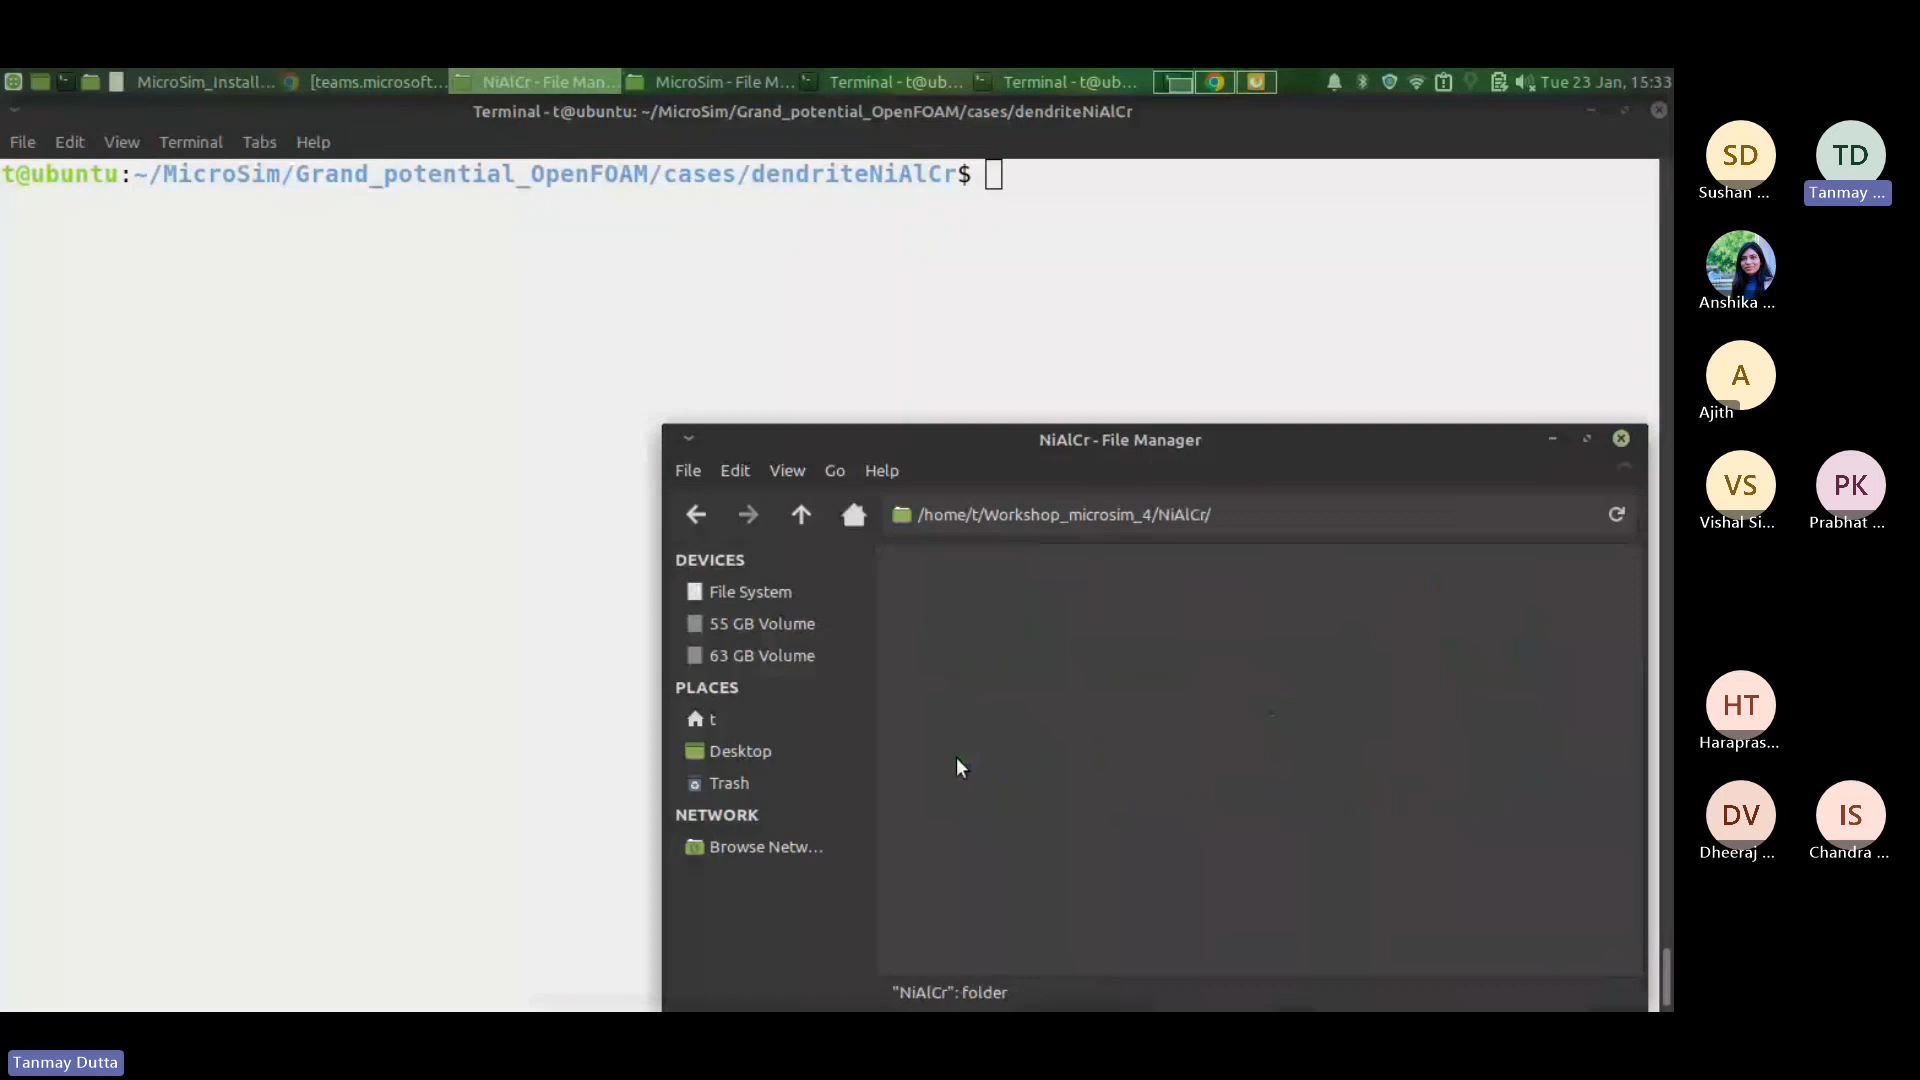 MicroSim_Install... [teams.microsoft... NiAlCr - File Man... MicroSim - File M... Terminal - t@ub... Terminal - t@ub... Tue 23 Jan, 15:33
Terminal - t@ubuntu: ~/MicroSim/Grand_potential_OpenFOAM/cases/dendriteNiAlCr
File Edit View Terminal Tabs Help
t@ubuntu:~/MicroSim/Grand_potential_OpenFOAM/cases/dendriteNiAlCr$
NiAlCr - File Manager
File Edit View Go Help
/home/t/Workshop_microsim_4/NiAlCr/
DEVICES
File System
55 GB Volume
63 GB Volume
PLACES
t
Desktop
Trash
NETWORK
Browse Netw...
"NiAlCr": folder
SD TD
Sushan ... Tanmay ...
Anshika ...
A
Ajith
VS PK
Vishal Si... Prabhat ...
HT
Harapras...
DV IS
Dheeraj ... Chandra ...
Tanmay Dutta